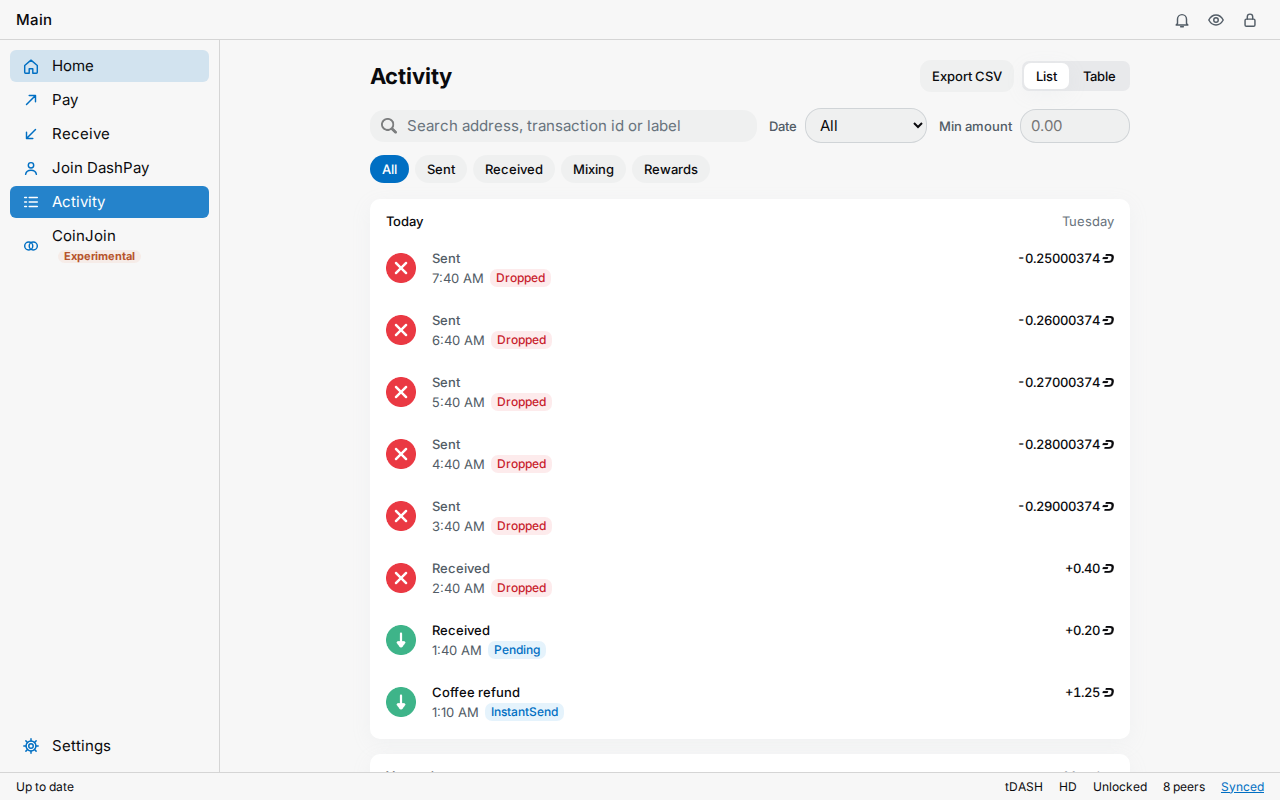 Main
Home
Pay
Receive
Join DashPay
Activity
CoinJoin
Experimental
Settings
Activity
Export CSV
List
Table
Search address, transaction id or label
Date
All
Min amount
0.00
All
Sent
Received
Mixing
Rewards
Today
Tuesday
Sent
-0.25000374
7:40 AM Dropped
Sent
-0.26000374
6:40 AM Dropped
Sent
-0.27000374
5:40 AM Dropped
Sent
-0.28000374
4:40 AM Dropped
Sent
-0.29000374
3:40 AM Dropped
Received
+0.40
2:40 AM Dropped
Received
+0.20
1:40 AM Pending
Coffee refund
+1.25
1:10 AM InstantSend
Up to date
tDASH
HD
Unlocked
8 peers
Synced